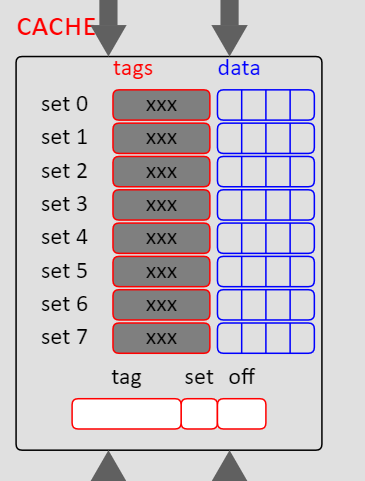 CACHE
tags data
set 0 xxx
set 1 xxx
set 2 xxx
set 3 xxx
set 4 xxx
set 5 xxx
set 6 xxx
set 7 xxx
tag set off